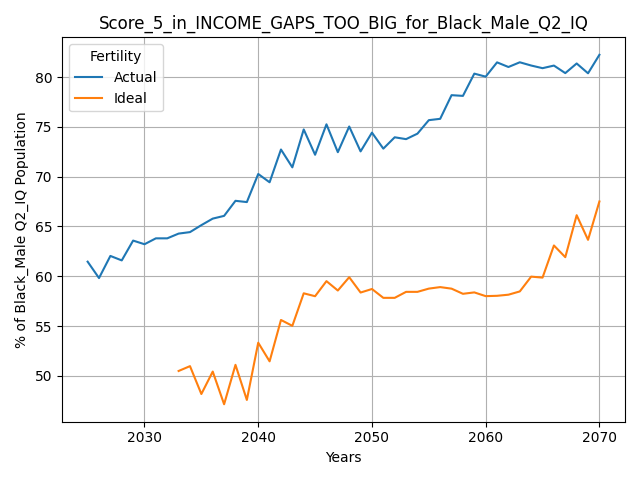 Score_5_in_INCOME_GAPS_TOO_BIG_for_Black_Male_Q2_IQ
Fertility
Actual
Ideal
% of Black_Male Q2_IQ Population
80
75
70
65
60
55
50
2030 2040 2050 2060 2070
Years